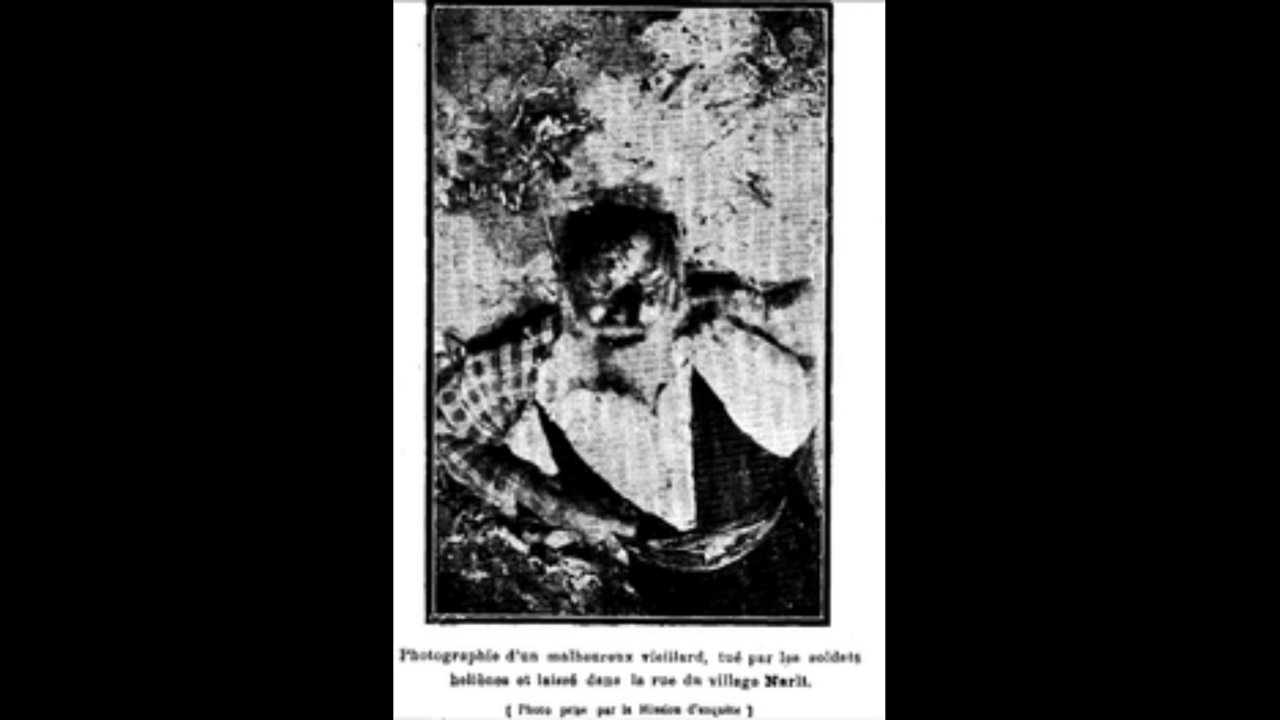 Photographie d'un malheureux vieillard, tué par les soldats
hellènes et laissé dans la rue du village Narli.
( Photo prise par la Mission d'enquête )